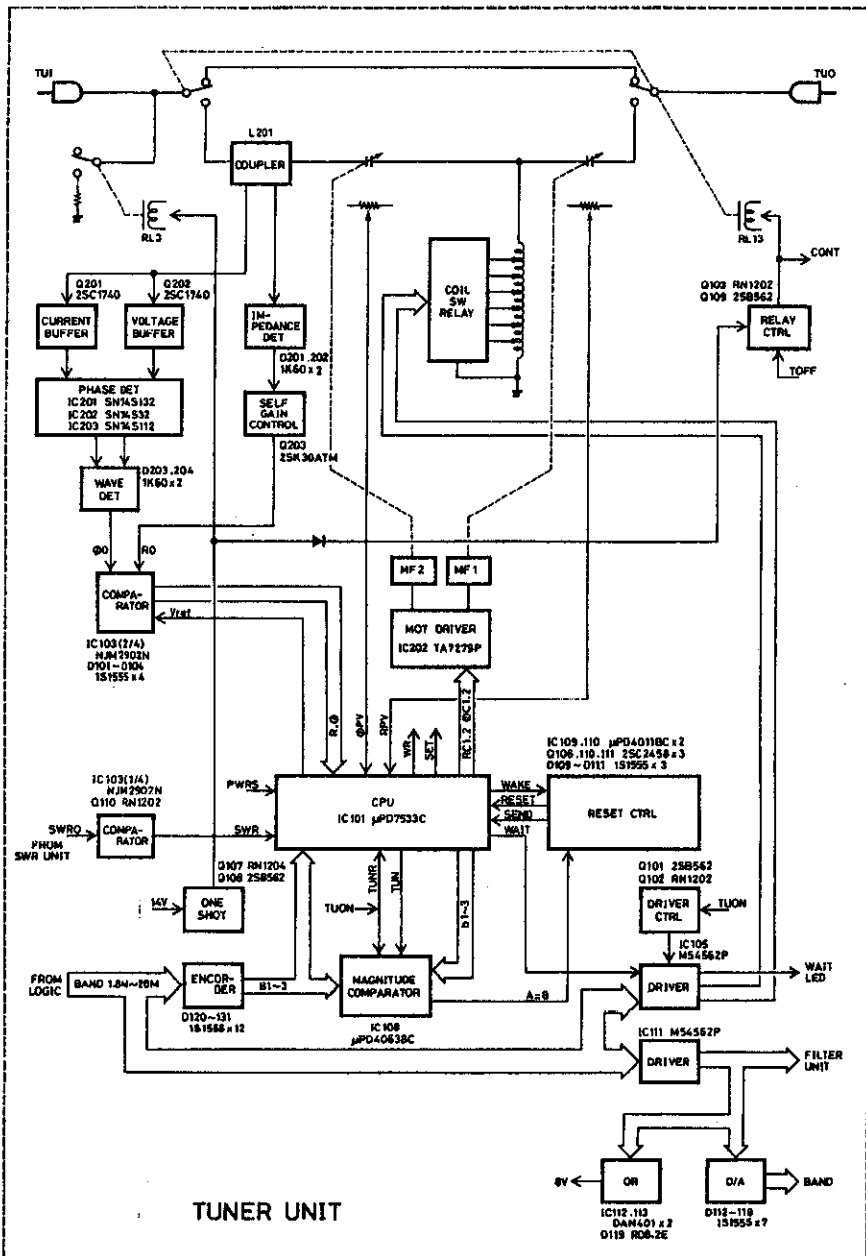 TUI
TUO
L201
COUPLER
RL3
RL13
CONT
Q201
2SC1740
Q202
2SC1740
CURRENT
BUFFER
VOLTAGE
BUFFER
IM-
PEDANCE
DET
D201.202
1K60×2
COIL
SW
RELAY
Q103 RN1202
Q109 2SB562
RELAY
CTRL
TOFF
PHASE DET
IC201 SN74S132
IC202 SN74S32
IC203 SN74S112
SELF
GAIN
CONTROL
Q203
2SK30ATM
D203.204
1K60×2
WAVE
DET
ΦO
RO
MF2
MF1
COMPA-
RATOR
Vref
IC103(2/4)
NJM2902N
D101~D104
1S1555×4
MOT DRIVER
IC202 TA7279P
R.Φ
ΦPV
RPV
WR
SET
RC1.2 ΦC1.2
IC109.110 μPD4011BC×2
Q106.110.111 2SC2458×3
D109~D111 1S1555×3
IC103(1/4)
NJM2902N
Q110 RN1202
PWRS
CPU
IC101 μPD7533C
WAKE
RESET
SEND
WAIT
RESET CTRL
SWRO
FROM
SWR UNIT
COMPA-
RATOR
SWR
Q107 RN1204
Q108 2SB562
14V
ONE
SHOT
TUON
TUNR
TUN
b1~3
Q101 2SB562
Q102 RN1202
DRIVER
CTRL
TUON
IC105
M54562P
FROM
LOGIC
BAND 1.8M~28M
ENCOR-
DER
B1~3
MAGNITUDE
COMPARATOR
A=B
DRIVER
WAIT
LED
D120~131
1S1588×12
IC108
μPD4063BC
IC111 M54562P
DRIVER
FILTER
UNIT
8V
OR
D/A
BAND
IC112.113
DAN401×2
D119 RD8.2E
D112~118
1S1555×7
TUNER UNIT